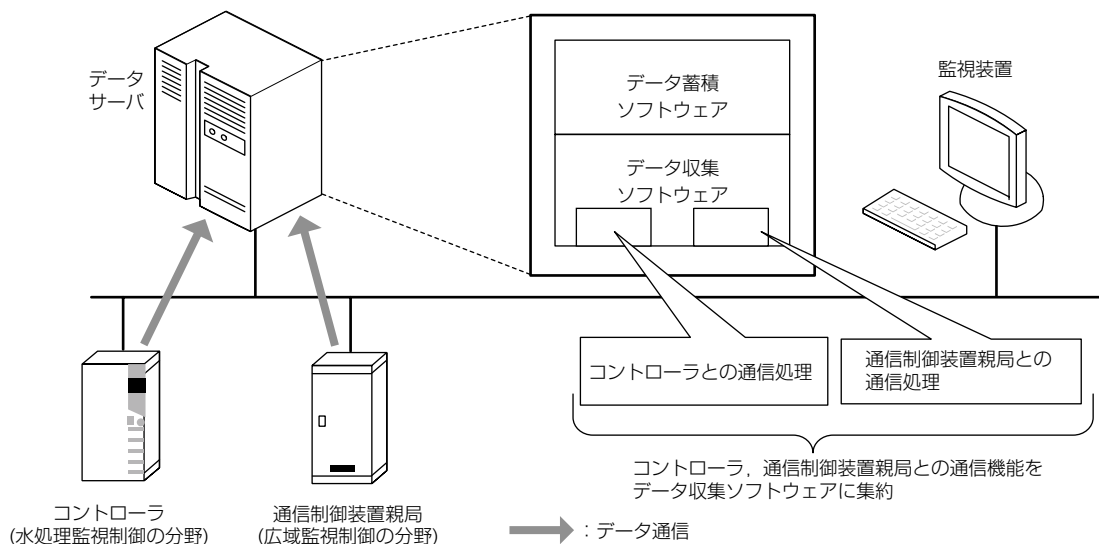 データ
サーバ
データ蓄積
ソフトウェア
データ収集
ソフトウェア
監視装置
コントローラとの通信処理
通信制御装置親局との
通信処理
コントローラ，通信制御装置親局との通信機能を
データ収集ソフトウェアに集約
コントローラ
(水処理監視制御の分野)
通信制御装置親局
(広域監視制御の分野)
：データ通信